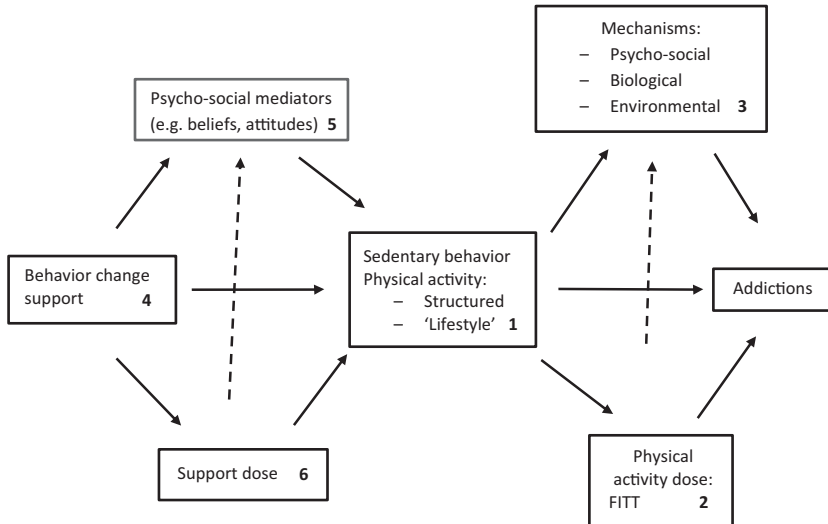 Mechanisms:
– Psycho-social
– Biological
– Environmental 3
Psycho-social mediators
(e.g. beliefs, attitudes) 5
Behavior change
support 4
Sedentary behavior
Physical activity:
– Structured
– ‘Lifestyle’ 1
Addictions
Support dose 6
Physical
activity dose:
FITT 2